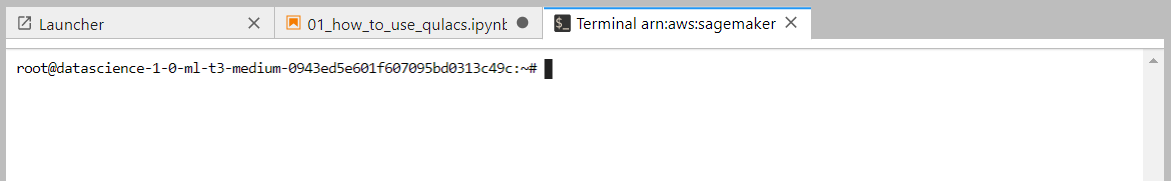 Launcher
01_how_to_use_qulacs.ipynb
$_ Terminal arn:aws:sagemaker
root@datascience-1-0-ml-t3-medium-0943ed5e601f607095bd0313c49c:~#